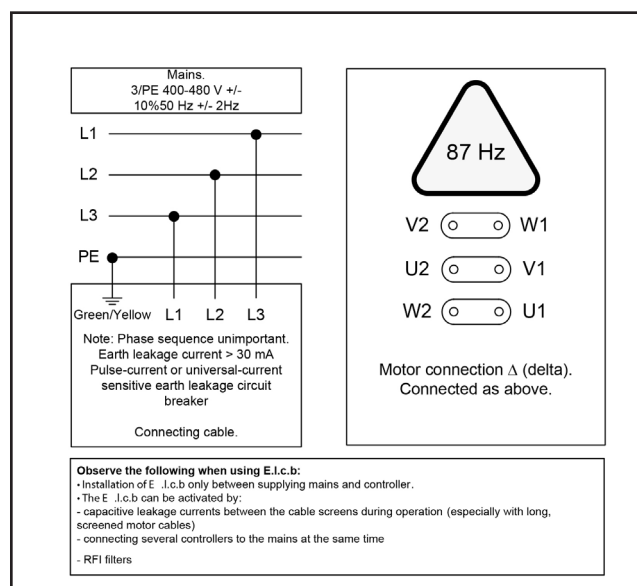 Mains.
3/PE 400-480 V +/-
10%50 Hz +/- 2Hz
L1
L2
L3
PE
Green/Yellow L1 L2 L3
Note: Phase sequence unimportant.
Earth leakage current > 30 mA
Pulse-current or universal-current
sensitive earth leakage circuit
breaker
Connecting cable.
87 Hz
V2 W1
U2 V1
W2 U1
Motor connection Δ (delta).
Connected as above.
Observe the following when using E.l.c.b:
• Installation of E .l.c.b only between supplying mains and controller.
• The E .l.c.b can be activated by:
- capacitive leakage currents between the cable screens during operation (especially with long,
screened motor cables)
- connecting several controllers to the mains at the same time
- RFI filters